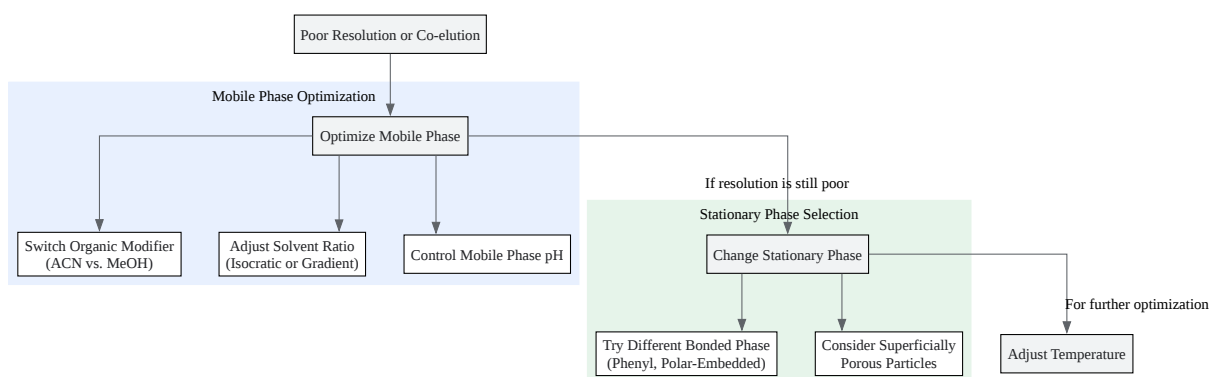 Poor Resolution or Co-elution
Mobile Phase Optimization
Optimize Mobile Phase
If resolution is still poor
Switch Organic Modifier
(ACN vs. MeOH)
Adjust Solvent Ratio
(Isocratic or Gradient)
Control Mobile Phase pH
Stationary Phase Selection
Change Stationary Phase
For further optimization
Try Different Bonded Phase
(Phenyl, Polar-Embedded)
Consider Superficially
Porous Particles
Adjust Temperature